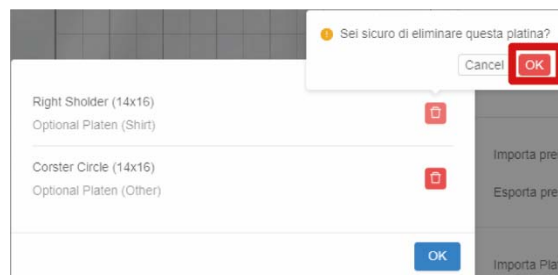 Sei sicuro di eliminare questa platina?
Cancel OK
Right Sholder (14x16)
Optional Platen (Shirt)
Corster Circle (14x16)
Optional Platen (Other)
Importa pre
Esporta pre
OK
Importa Pla